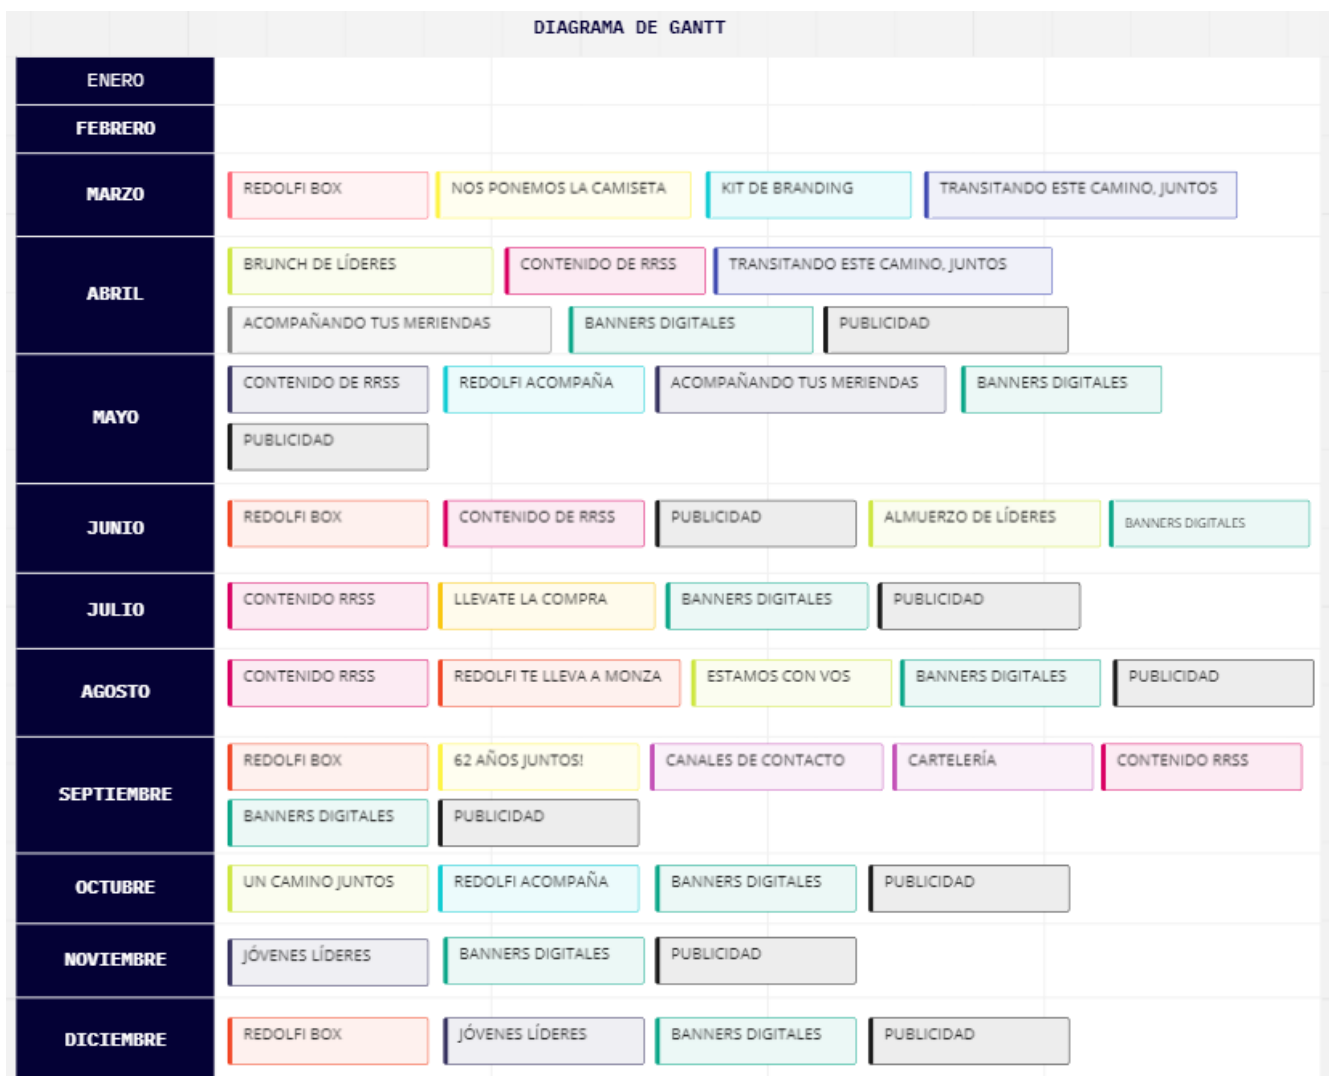 DIAGRAMA DE GANTT
ENERO
FEBRERO
MARZO
REDOLFI BOX
NOS PONEMOS LA CAMISETA
KIT DE BRANDING
TRANSITANDO ESTE CAMINO, JUNTOS
ABRIL
BRUNCH DE LÍDERES
CONTENIDO DE RRSS
TRANSITANDO ESTE CAMINO, JUNTOS
ACOMPAÑANDO TUS MERIENDAS
BANNERS DIGITALES
PUBLICIDAD
MAYO
CONTENIDO DE RRSS
REDOLFI ACOMPAÑA
ACOMPAÑANDO TUS MERIENDAS
BANNERS DIGITALES
PUBLICIDAD
JUNIO
REDOLFI BOX
CONTENIDO DE RRSS
PUBLICIDAD
ALMUERZO DE LÍDERES
BANNERS DIGITALES
JULIO
CONTENIDO RRSS
LLEVATE LA COMPRA
BANNERS DIGITALES
PUBLICIDAD
AGOSTO
CONTENIDO RRSS
REDOLFI TE LLEVA A MONZA
ESTAMOS CON VOS
BANNERS DIGITALES
PUBLICIDAD
SEPTIEMBRE
REDOLFI BOX
62 AÑOS JUNTOS!
CANALES DE CONTACTO
CARTELERÍA
CONTENIDO RRSS
BANNERS DIGITALES
PUBLICIDAD
OCTUBRE
UN CAMINO JUNTOS
REDOLFI ACOMPAÑA
BANNERS DIGITALES
PUBLICIDAD
NOVIEMBRE
JÓVENES LÍDERES
BANNERS DIGITALES
PUBLICIDAD
DICIEMBRE
REDOLFI BOX
JÓVENES LÍDERES
BANNERS DIGITALES
PUBLICIDAD